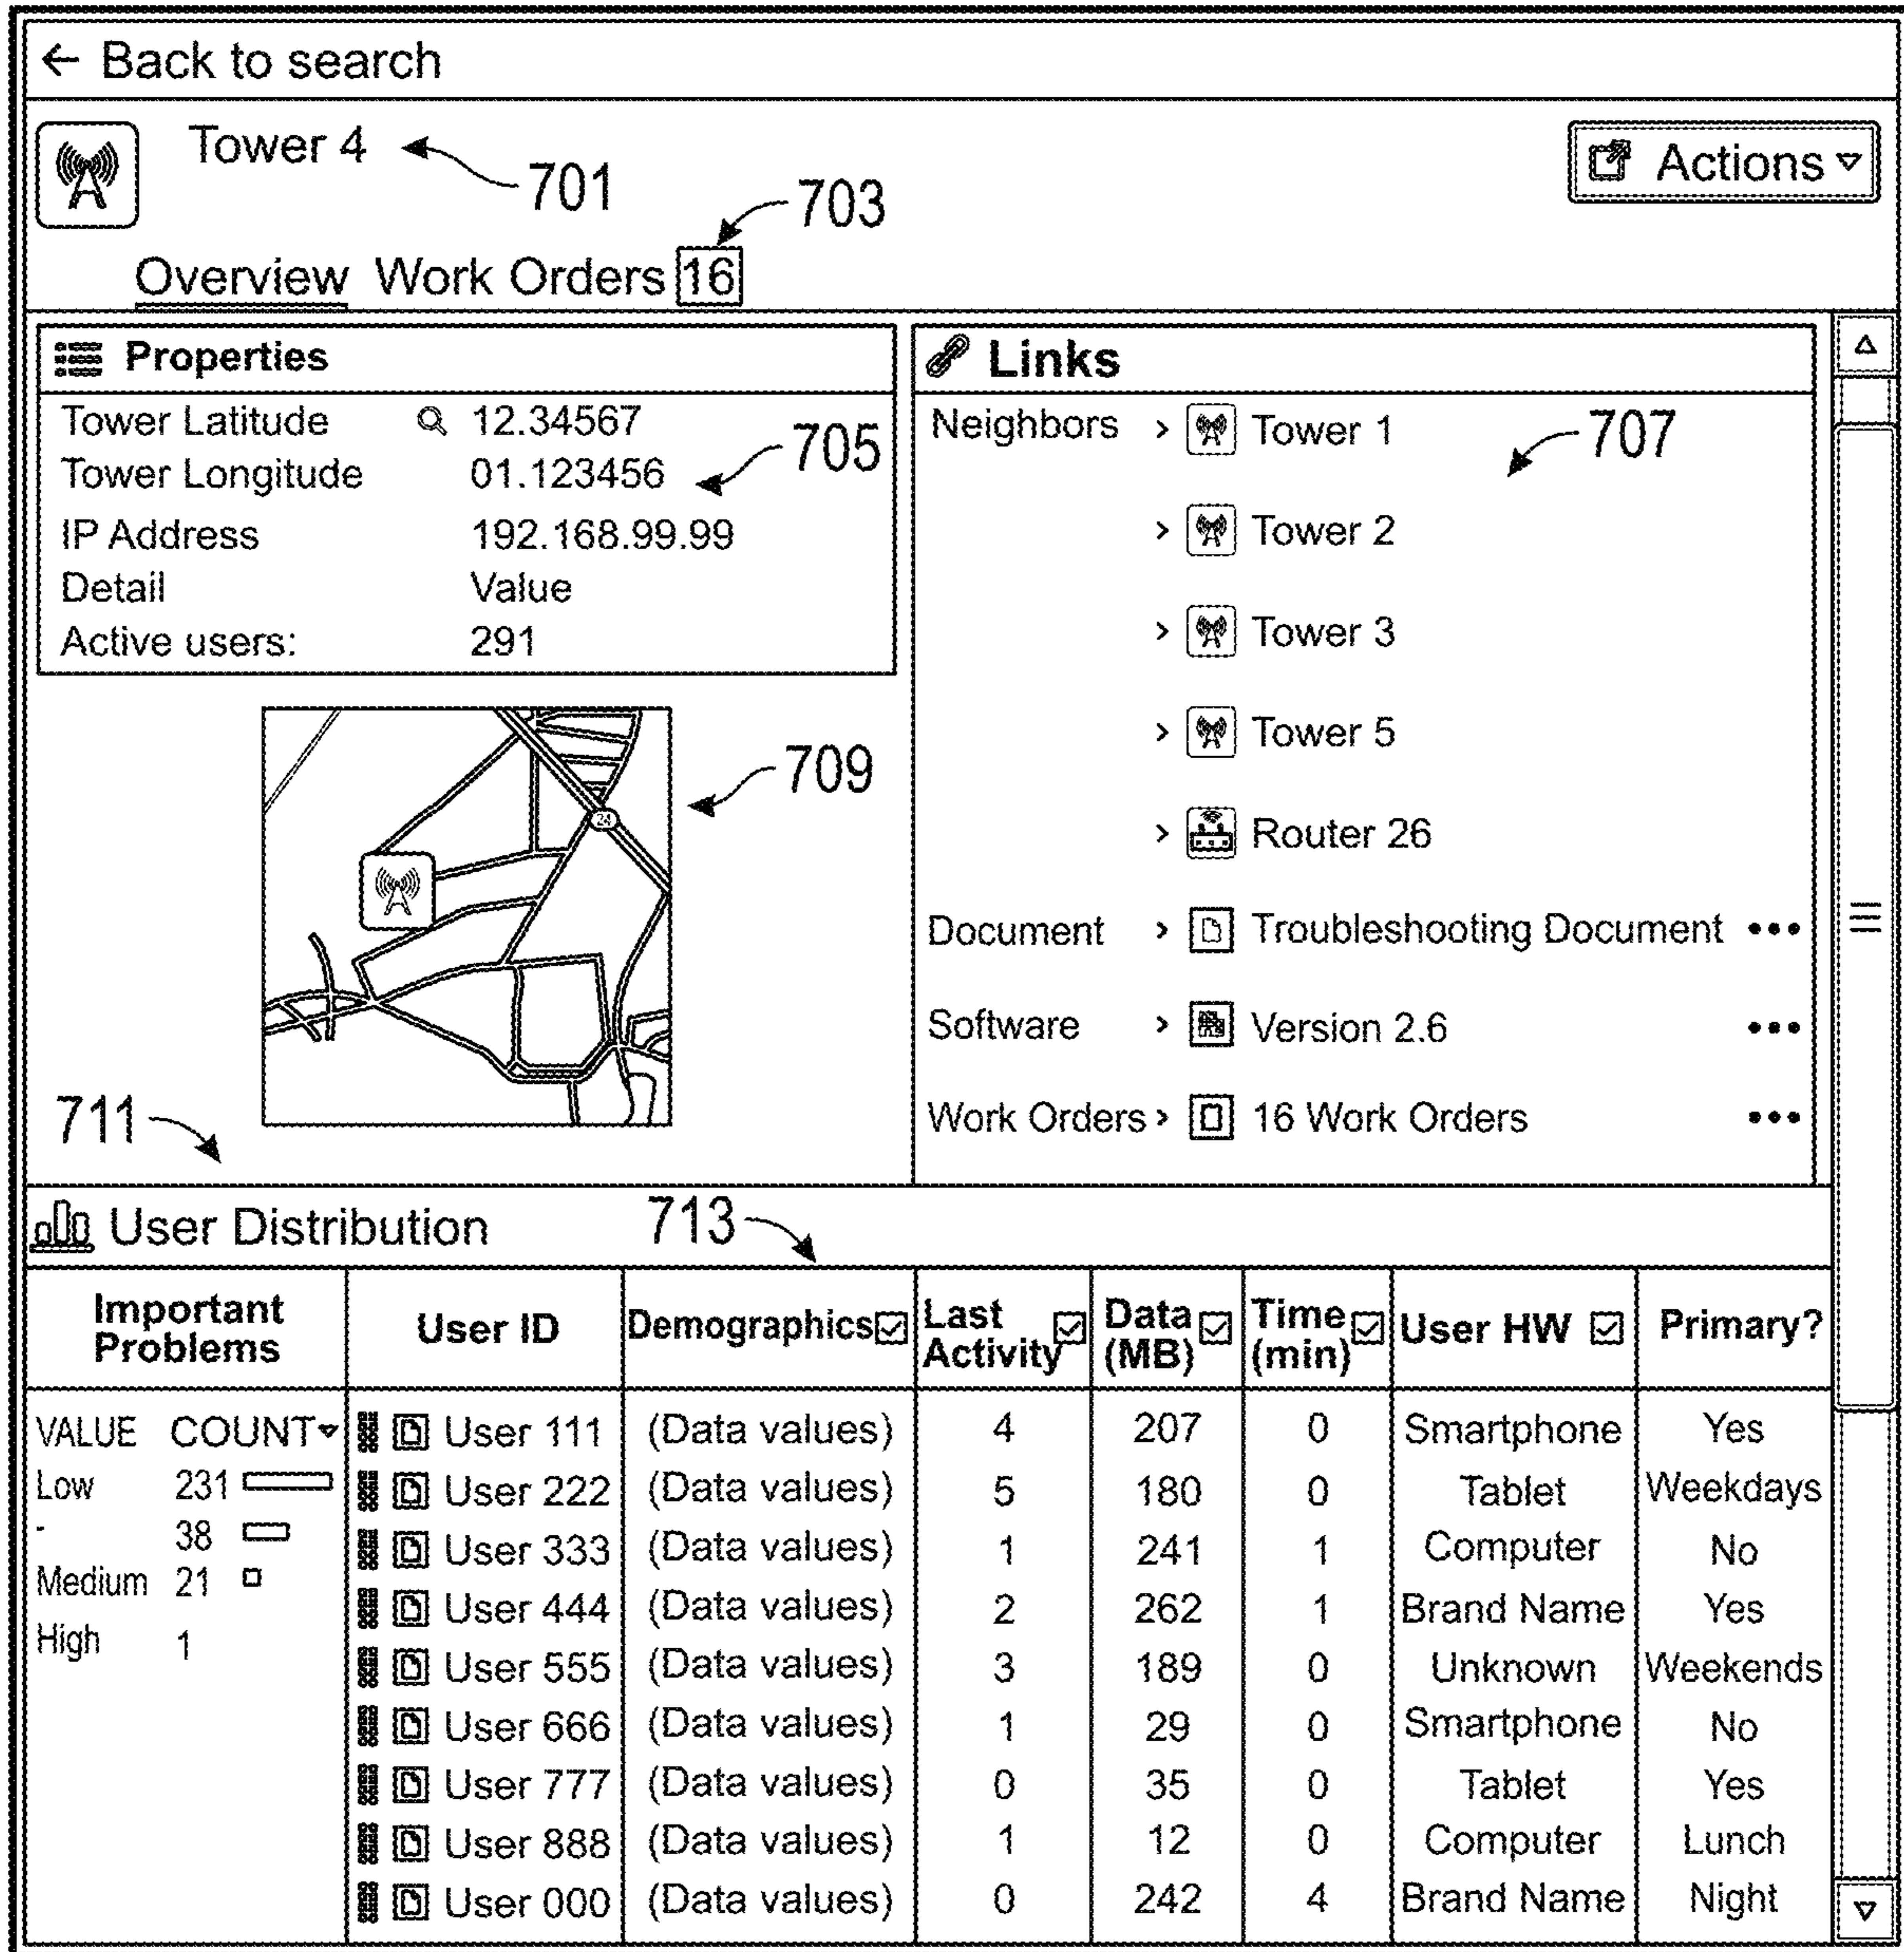 ← Back to search
Tower 4
701
703
Actions
Overview Work Orders 16
Properties
Tower Latitude 12.34567
Tower Longitude 01.123456
705
IP Address 192.168.99.99
Detail Value
Active users: 291
Links
Neighbors > Tower 1
707
> Tower 2
> Tower 3
> Tower 5
> Router 26
Document > Troubleshooting Document •••
Software > Version 2.6 •••
Work Orders > 16 Work Orders •••
709
24
711
User Distribution
713
Important Problems User ID Demographics Last Activity Data (MB) Time (min) User HW Primary?
VALUE COUNT
Low 231
- 38
Medium 21
High 1
User 111 (Data values) 4 207 0 Smartphone Yes
User 222 (Data values) 5 180 0 Tablet Weekdays
User 333 (Data values) 1 241 1 Computer No
User 444 (Data values) 2 262 1 Brand Name Yes
User 555 (Data values) 3 189 0 Unknown Weekends
User 666 (Data values) 1 29 0 Smartphone No
User 777 (Data values) 0 35 0 Tablet Yes
User 888 (Data values) 1 12 0 Computer Lunch
User 000 (Data values) 0 242 4 Brand Name Night